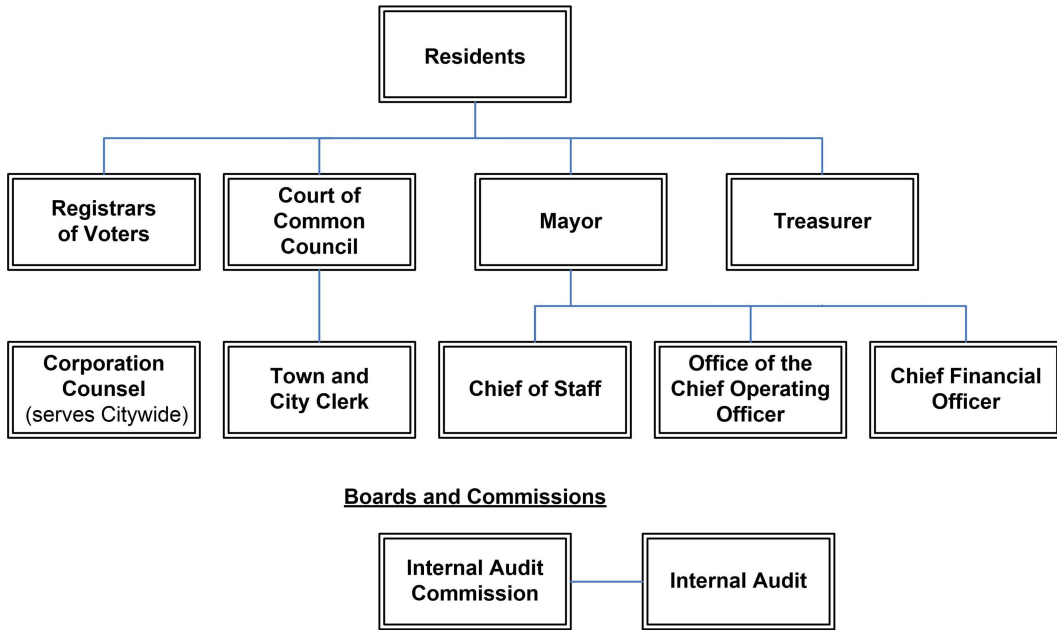 Residents
Registrars
of Voters
Court of
Common
Council
Mayor
Treasurer
Corporation
Counsel
(serves Citywide)
Town and
City Clerk
Chief of Staff
Office of the
Chief Operating
Officer
Chief Financial
Officer
Boards and Commissions
Internal Audit
Commission
Internal Audit